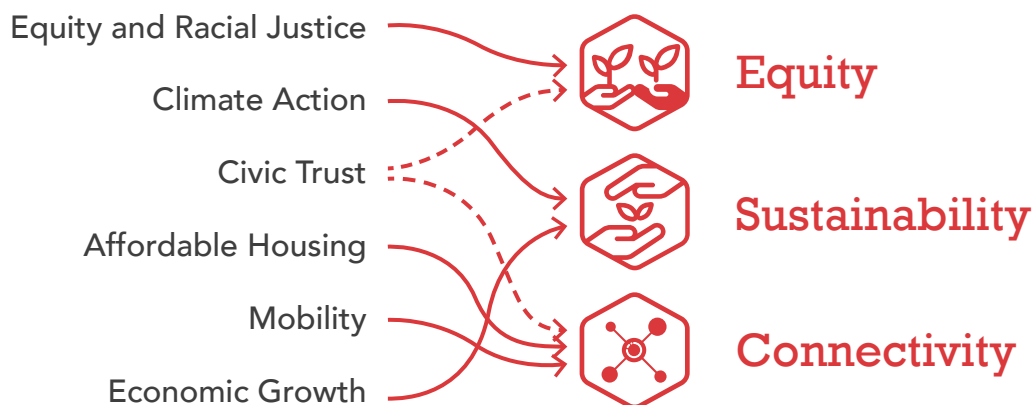 Equity and Racial Justice
Climate Action
Civic Trust
Affordable Housing
Mobility
Economic Growth
Equity
Sustainability
Connectivity